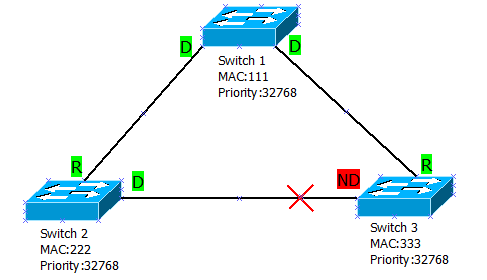 D
D
Switch 1
MAC:111
Priority:32768
R
D
ND
R
Switch 2
MAC:222
Priority:32768
Switch 3
MAC:333
Priority:32768